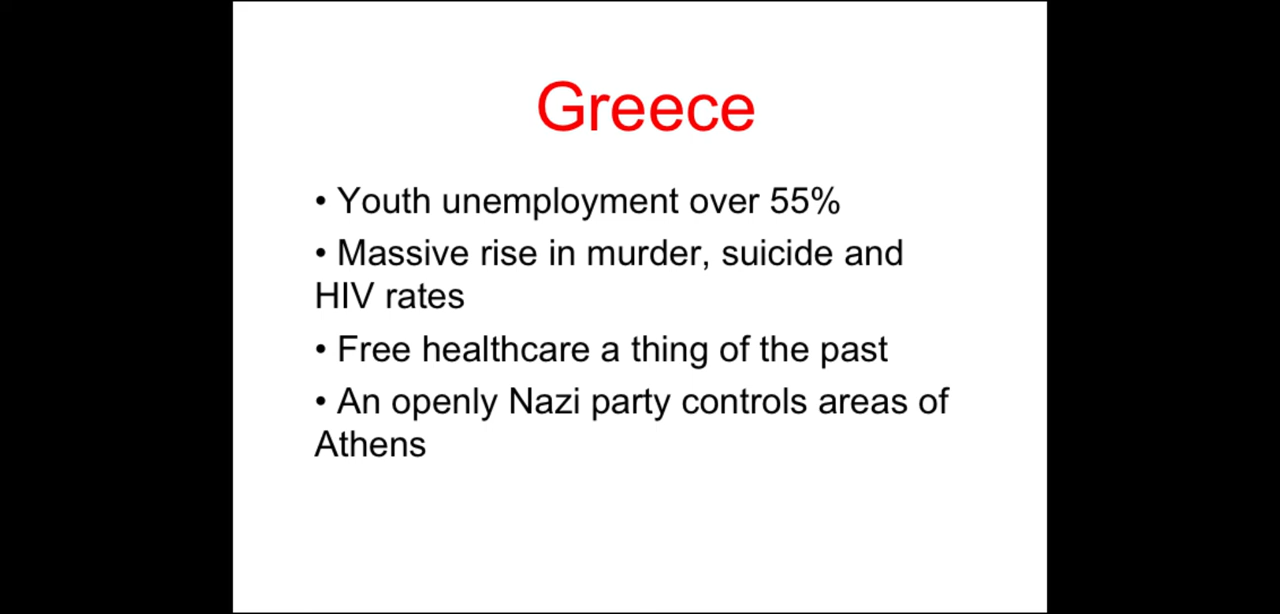 Greece
• Youth unemployment over 55%
• Massive rise in murder, suicide and
HIV rates
• Free healthcare a thing of the past
• An openly Nazi party controls areas of
Athens